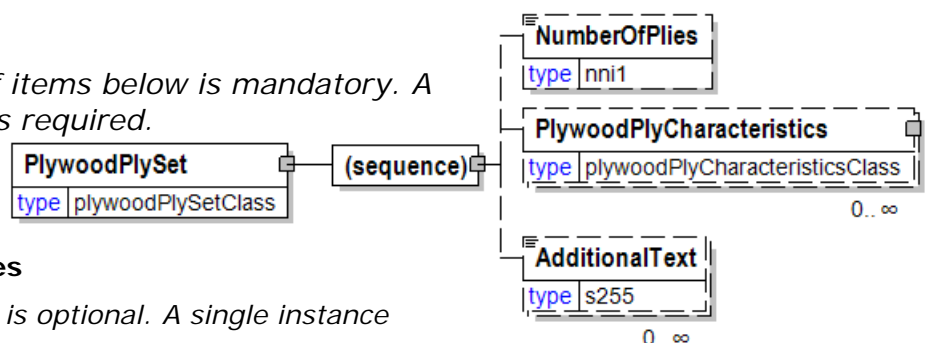 NumberOfPlies
type nni1
items below is mandatory. A
required.
PlywoodPlyCharacteristics
type plywoodPlyCharacteristicsClass
0.. ∞
PlywoodPlySet
type plywoodPlySetClass
(sequence)
AdditionalText
type s255
0.. ∞
is optional. A single instance